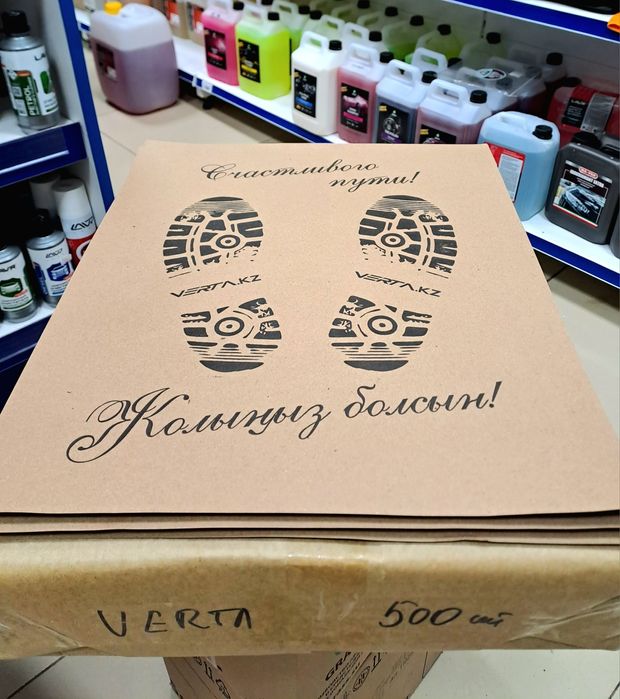 Счастливого
пути!
VERTA.KZ VERTA.KZ
Жолыңыз болсын!
VERTA 500 шт